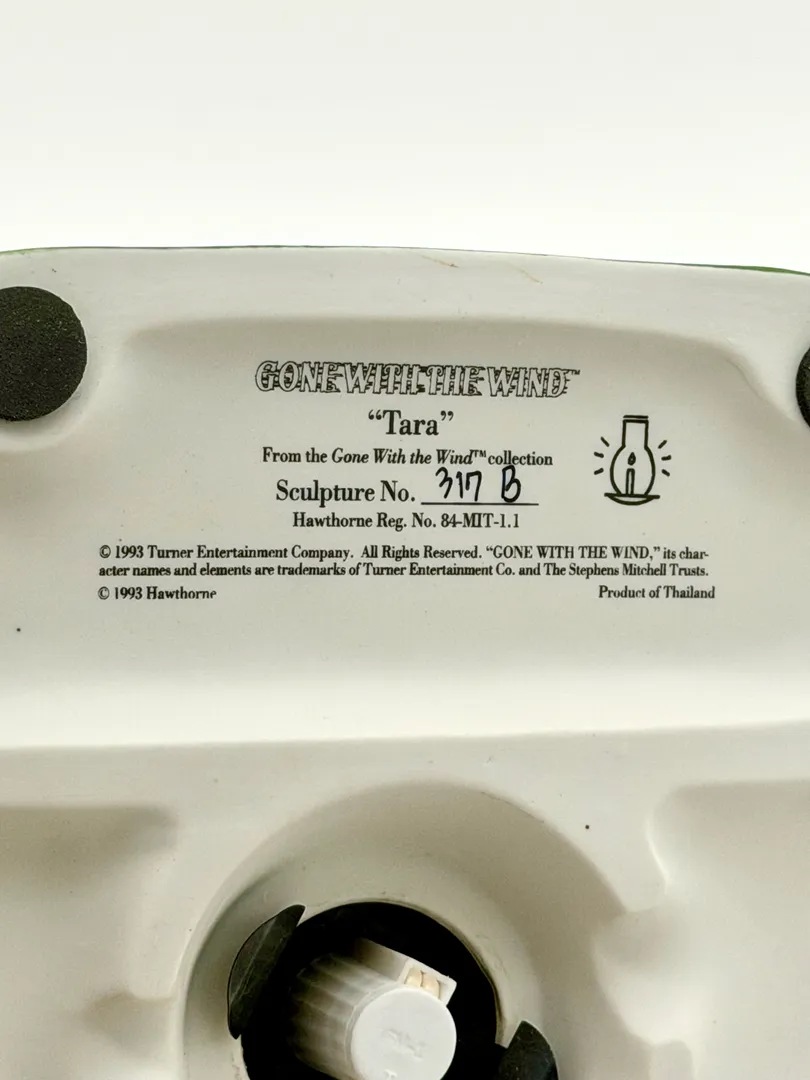 GONE WITH THE WIND™
“Tara”
From the Gone With the Wind™ collection
Sculpture No. 317 B
Hawthorne Reg. No. 84-MIT-1.1
© 1993 Turner Entertainment Company. All Rights Reserved. “GONE WITH THE WIND,” its char-
acter names and elements are trademarks of Turner Entertainment Co. and The Stephens Mitchell Trusts.
© 1993 Hawthorne Product of Thailand